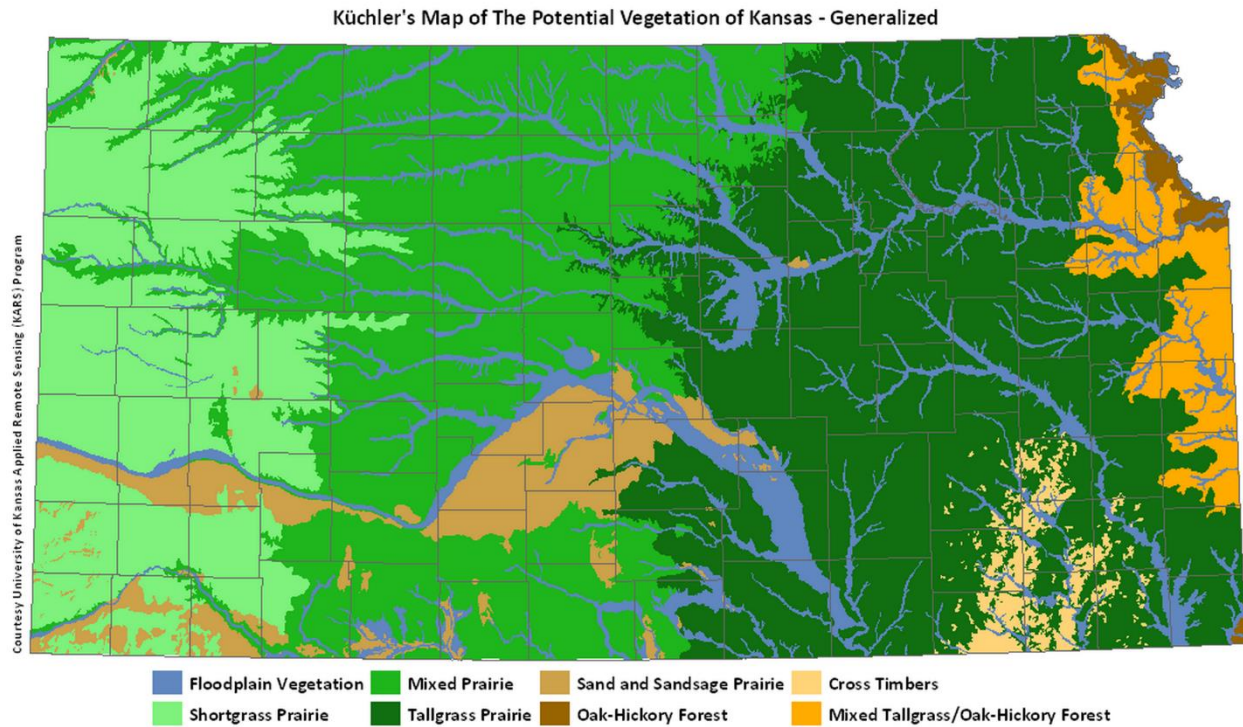 Küchler's Map of The Potential Vegetation of Kansas - Generalized
Courtesy University of Kansas Applied Remote Sensing (KARS) Program
Floodplain Vegetation
Mixed Prairie
Sand and Sandsage Prairie
Cross Timbers
Shortgrass Prairie
Tallgrass Prairie
Oak-Hickory Forest
Mixed Tallgrass/Oak-Hickory Forest